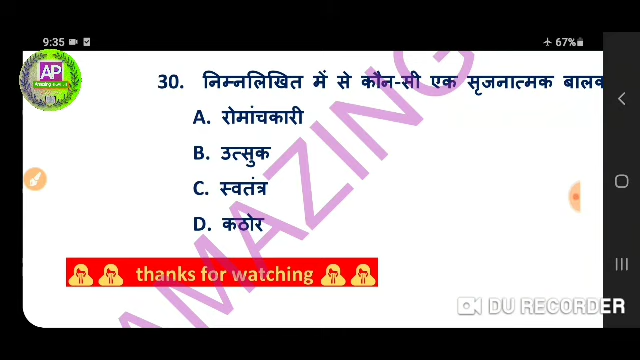 9:35
67%
AP
30. निम्नलिखित में से कौन-सी एक सृजनात्मक बालक
A. रोमांचकारी
B. उत्सुक
C. स्वतंत्र
D. कठोर
AMAZING
thanks for watching
DU RECORDER